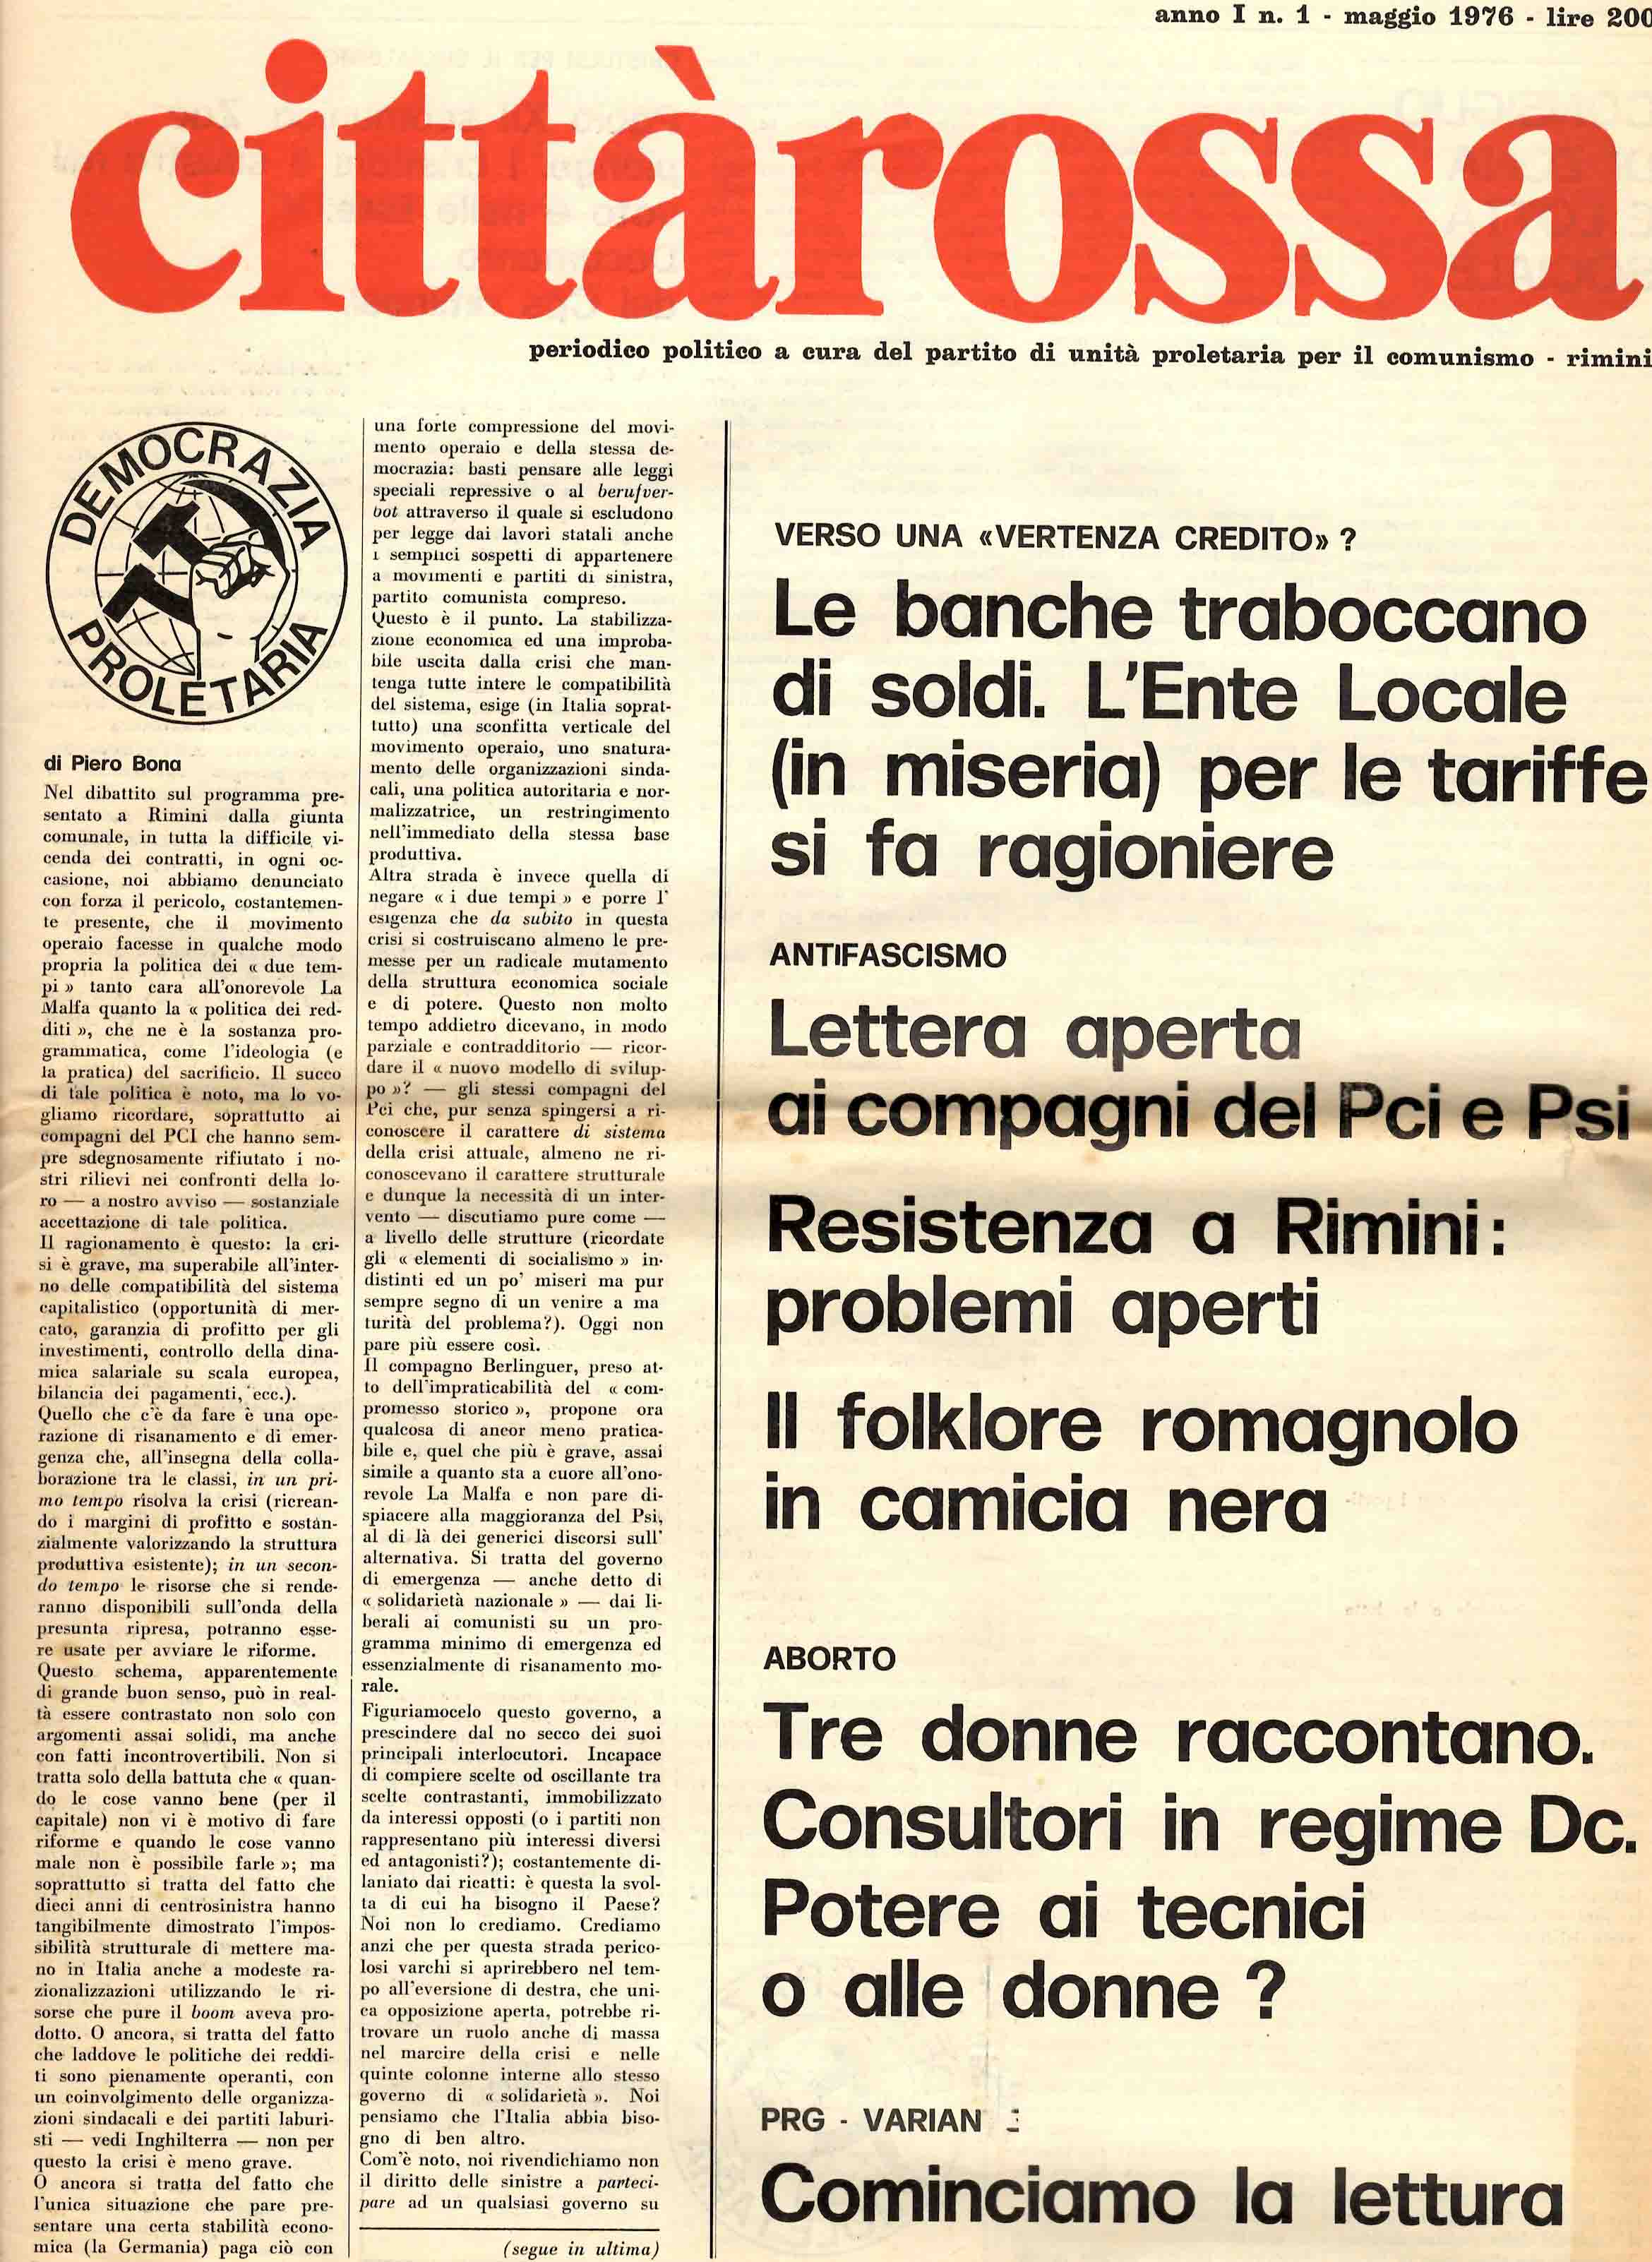 anno I n. 1 - maggio 1976 - lire 200
cittàrossa
periodico politico a cura del partito di unità proletaria per il comunismo - rimini
DEMOCRAZIA
PROLETARIA
di Piero Bona
Nel dibattito sul programma pre-
sentato a Rimini dalla giunta
comunale, in tutta la difficile vi-
cenda dei contratti, in ogni oc-
casione, noi abbiamo denunciato
con forza il pericolo, costantemen-
te presente, che il movimento
operaio facesse in qualche modo
propria la politica dei « due tem-
pi » tanto cara all'onorevole La
Malfa quanto la « politica dei red-
diti », che ne è la sostanza pro-
grammatica, come l'ideologia (e
la pratica) del sacrificio. Il succo
di tale politica è noto, ma lo vo-
gliamo ricordare, soprattutto ai
compagni del PCI che hanno sem-
pre sdegnosamente rifiutato i no-
stri rilievi nei confronti della lo-
ro — a nostro avviso — sostanziale
accettazione di tale politica.
Il ragionamento è questo: la cri-
si è grave, ma superabile all'inter-
no delle compatibilità del sistema
capitalistico (opportunità di mer-
cato, garanzia di profitto per gli
investimenti, controllo della dina-
mica salariale su scala europea,
bilancia dei pagamenti, ecc.).
Quello che c'è da fare è una ope-
razione di risanamento e di emer-
genza che, all'insegna della colla-
borazione tra le classi, in un pri-
mo tempo risolva la crisi (ricrean-
do i margini di profitto e sostan-
zialmente valorizzando la struttura
produttiva esistente); in un secon-
do tempo le risorse che si rende-
ranno disponibili sull'onda della
presunta ripresa, potranno esse-
re usate per avviare le riforme.
Questo schema, apparentemente
di grande buon senso, può in real-
tà essere contrastato non solo con
argomenti assai solidi, ma anche
con fatti incontrovertibili. Non si
tratta solo della battuta che « quan-
do le cose vanno bene (per il
capitale) non vi è motivo di fare
riforme e quando le cose vanno
male non è possibile farle »; ma
soprattutto si tratta del fatto che
dieci anni di centrosinistra hanno
tangibilmente dimostrato l'impos-
sibilità strutturale di mettere ma-
no in Italia anche a modeste ra-
zionalizzazioni utilizzando le ri-
sorse che pure il boom aveva pro-
dotto. O ancora, si tratta del fatto
che laddove le politiche dei reddi-
ti sono pienamente operanti, con
un coinvolgimento delle organizza-
zioni sindacali e dei partiti laburi-
sti — vedi Inghilterra — non per
questo la crisi è meno grave.
O ancora si tratta del fatto che
l'unica situazione che pare pre-
sentare una certa stabilità econo-
mica (la Germania) paga ciò con
una forte compressione del movi-
mento operaio e della stessa de-
mocrazia: basti pensare alle leggi
speciali repressive o al berufver-
bot attraverso il quale si escludono
per legge dai lavori statali anche
i semplici sospetti di appartenere
a movimenti e partiti di sinistra,
partito comunista compreso.
Questo è il punto. La stabilizza-
zione economica ed una improba-
bile uscita dalla crisi che man-
tenga tutte intere le compatibilità
del sistema, esige (in Italia soprat-
tutto) una sconfitta verticale del
movimento operaio, uno snatura-
mento delle organizzazioni sinda-
cali, una politica autoritaria e nor-
malizzatrice, un restringimento
nell'immediato della stessa base
produttiva.
Altra strada è invece quella di
negare « i due tempi » e porre l'
esigenza che da subito in questa
crisi si costruiscano almeno le pre-
messe per un radicale mutamento
della struttura economica sociale
e di potere. Questo non molto
tempo addietro dicevano, in modo
parziale e contradditorio — ricor-
dare il « nuovo modello di svilup-
po »? — gli stessi compagni del
Pci che, pur senza spingersi a ri-
conoscere il carattere di sistema
della crisi attuale, almeno ne ri-
conoscevano il carattere strutturale
e dunque la necessità di un inter-
vento — discutiamo pure come —
a livello delle strutture (ricordate
gli « elementi di socialismo » in-
distinti ed un po' miseri ma pur
sempre segno di un venire a ma
turità del problema?). Oggi non
pare più essere così.
Il compagno Berlinguer, preso at-
to dell'impraticabilità del « com-
promesso storico », propone ora
qualcosa di ancor meno pratica-
bile e, quel che più è grave, assai
simile a quanto sta a cuore all'ono-
revole La Malfa e non pare di-
spiacere alla maggioranza del Psi,
al di là dei generici discorsi sull'
alternativa. Si tratta del governo
di emergenza — anche detto di
« solidarietà nazionale » — dai li-
berali ai comunisti su un pro-
gramma minimo di emergenza ed
essenzialmente di risanamento mo-
rale.
Figuriamocelo questo governo, a
prescindere dal no secco dei suoi
principali interlocutori. Incapace
di compiere scelte od oscillante tra
scelte contrastanti, immobilizzato
da interessi opposti (o i partiti non
rappresentano più interessi diversi
ed antagonisti?); costantemente di-
laniato dai ricatti: è questa la svol-
ta di cui ha bisogno il Paese?
Noi non lo crediamo. Crediamo
anzi che per questa strada perico-
losi varchi si aprirebbero nel tem-
po all'eversione di destra, che uni-
ca opposizione aperta, potrebbe ri-
trovare un ruolo anche di massa
nel marcire della crisi e nelle
quinte colonne interne allo stesso
governo di « solidarietà ». Noi
pensiamo che l'Italia abbia biso-
gno di ben altro.
Com'è noto, noi rivendichiamo non
il diritto delle sinistre a parteci-
pare ad un qualsiasi governo su
(segue in ultima)
VERSO UNA «VERTENZA CREDITO» ?
Le banche traboccano
di soldi. L'Ente Locale
(in miseria) per le tariffe
si fa ragioniere
ANTIFASCISMO
Lettera aperta
ai compagni del Pci e Psi
Resistenza a Rimini:
problemi aperti
Il folklore romagnolo
in camicia nera
ABORTO
Tre donne raccontano.
Consultori in regime Dc.
Potere ai tecnici
o alle donne ?
PRG - VARIAN
Cominciamo la lettura